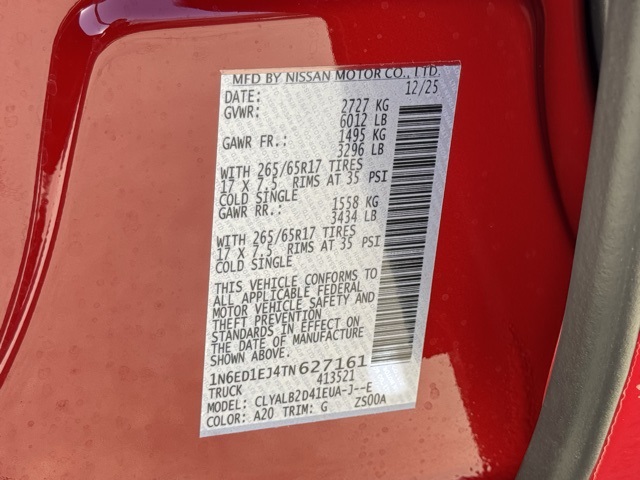 MFD BY NISSAN MOTOR CO., LTD.
DATE: 12/25
GVWR: 2727 KG
6012 LB
GAWR FR.: 1495 KG
3296 LB
WITH 265/65R17 TIRES
17 X 7.5 RIMS AT 35 PSI
COLD SINGLE
GAWR RR.: 1558 KG
3434 LB
WITH 265/65R17 TIRES
17 X 7.5 RIMS AT 35 PSI
COLD SINGLE
THIS VEHICLE CONFORMS TO
ALL APPLICABLE FEDERAL
MOTOR VEHICLE SAFETY AND
THEFT PREVENTION
STANDARDS IN EFFECT ON
THE DATE OF MANUFACTURE
SHOWN ABOVE.
1N6ED1EJ4TN627161
TRUCK 413521
MODEL: CLYALB2D41EUA-J--E
COLOR: A20 TRIM: G ZS00A